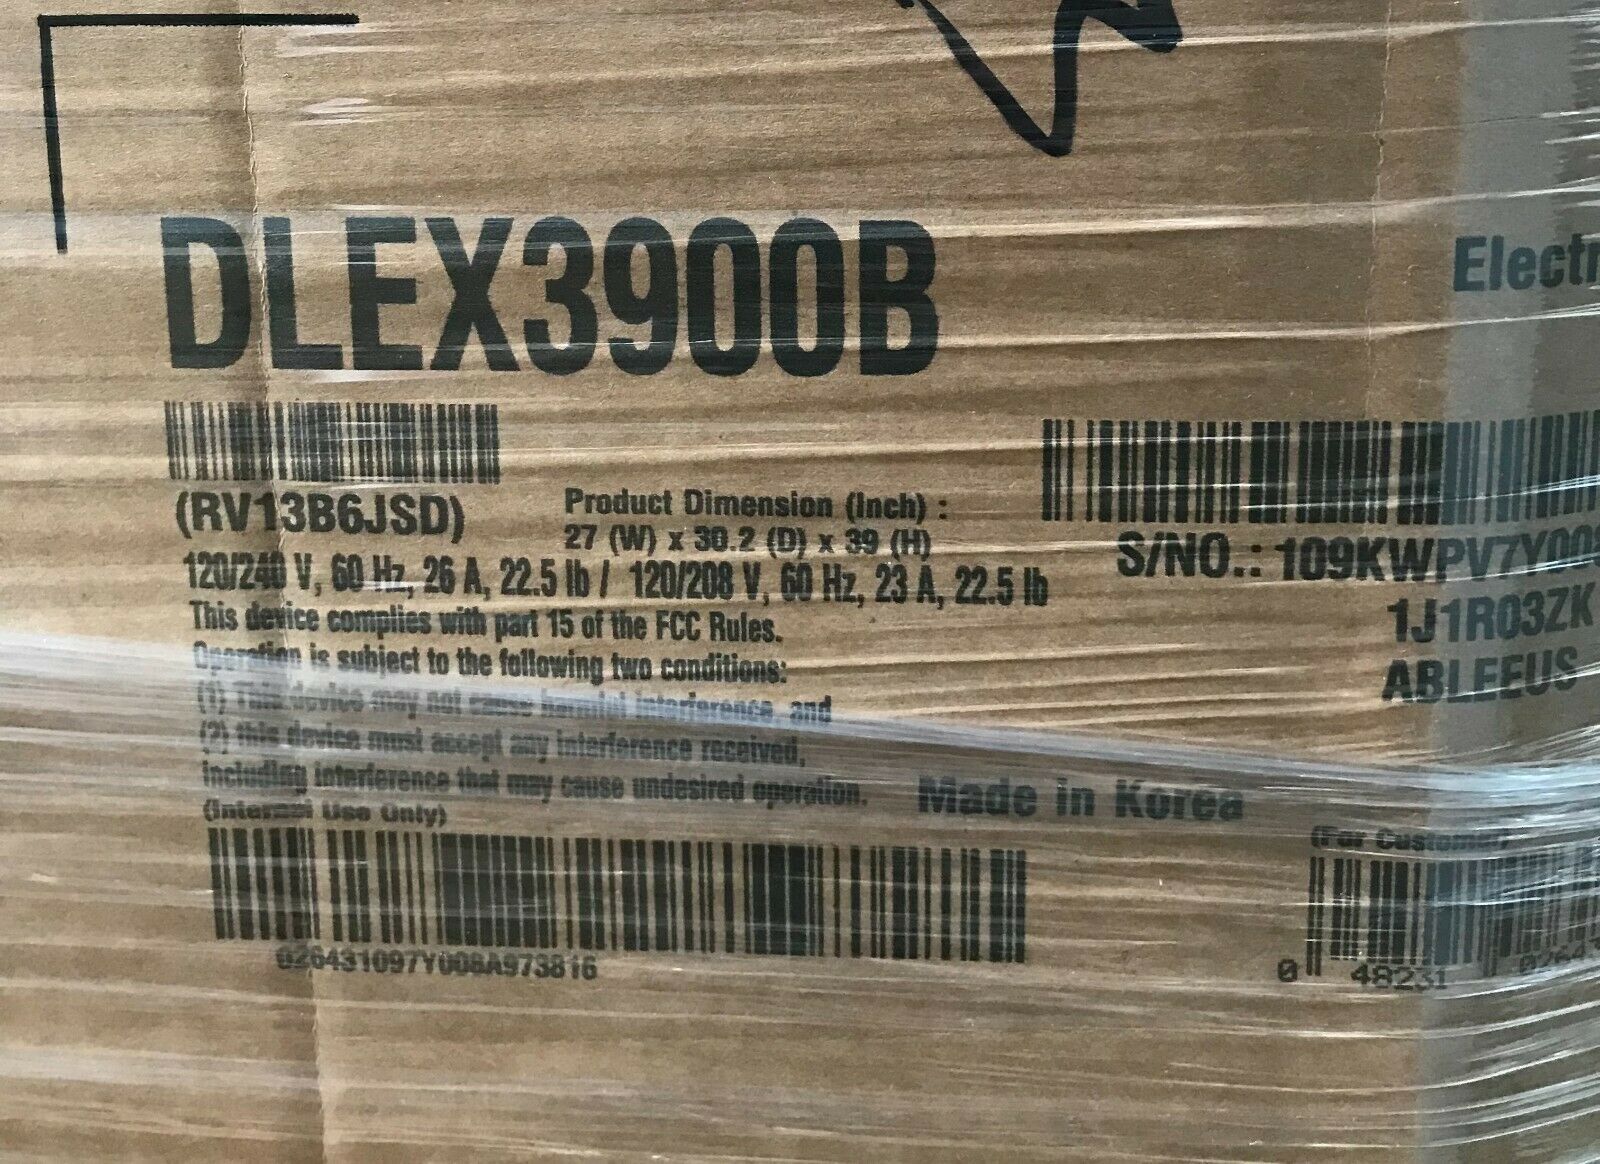 DLEX3900B
Electr
(RV13B6JSD)
Product Dimension (Inch) :
27 (W) x 30.2 (D) x 39 (H)
120/240 V, 60 Hz, 26 A, 22.5 lb / 120/208 V, 60 Hz, 23 A, 22.5 lb
S/NO.: 109KWPV7Y00
1J1R03ZK
ABLEEUS
This device complies with part 15 of the FCC Rules.
Operation is subject to the following two conditions:
(1) This device may not cause harmful interference, and
(2) this device must accept any interference received,
including interference that may cause undesired operation.
Made in Korea
(Internal Use Only)
(For Customer)
026431097Y008A973816
0 48231 0264